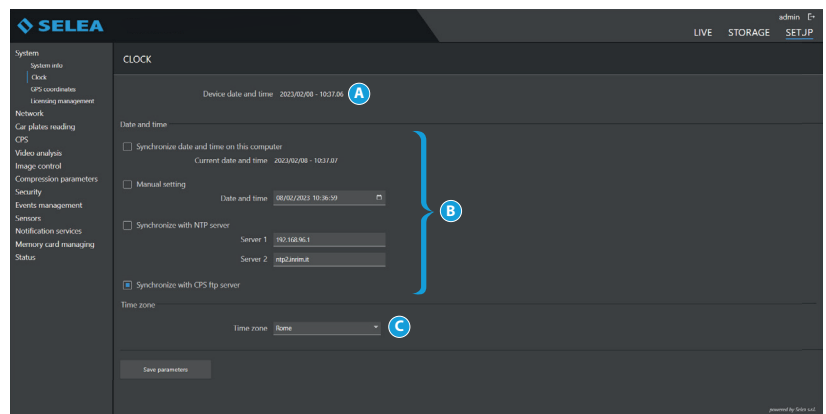 SELEA
admin
LIVE STORAGE SETUP
System
System info
Clock
GPS coordinates
Licensing management
Network
Car plates reading
CPS
Video analysis
Image control
Compression parameters
Security
Events management
Sensors
Notification services
Memory card managing
Status
CLOCK
Device date and time 2023/02/08 - 10:37.06 A
Date and time
Synchronize date and time on this computer
Current date and time 2023/02/08 - 10:37.07
Manual setting
Date and time 08/02/2023 10:36:59
B
Synchronize with NTP server
Server 1 192.168.96.1
Server 2 ntp2.inrim.it
Synchronize with CPS ftp server
Time zone
Time zone Rome C
Save parameters
powered by Selea s.r.l.